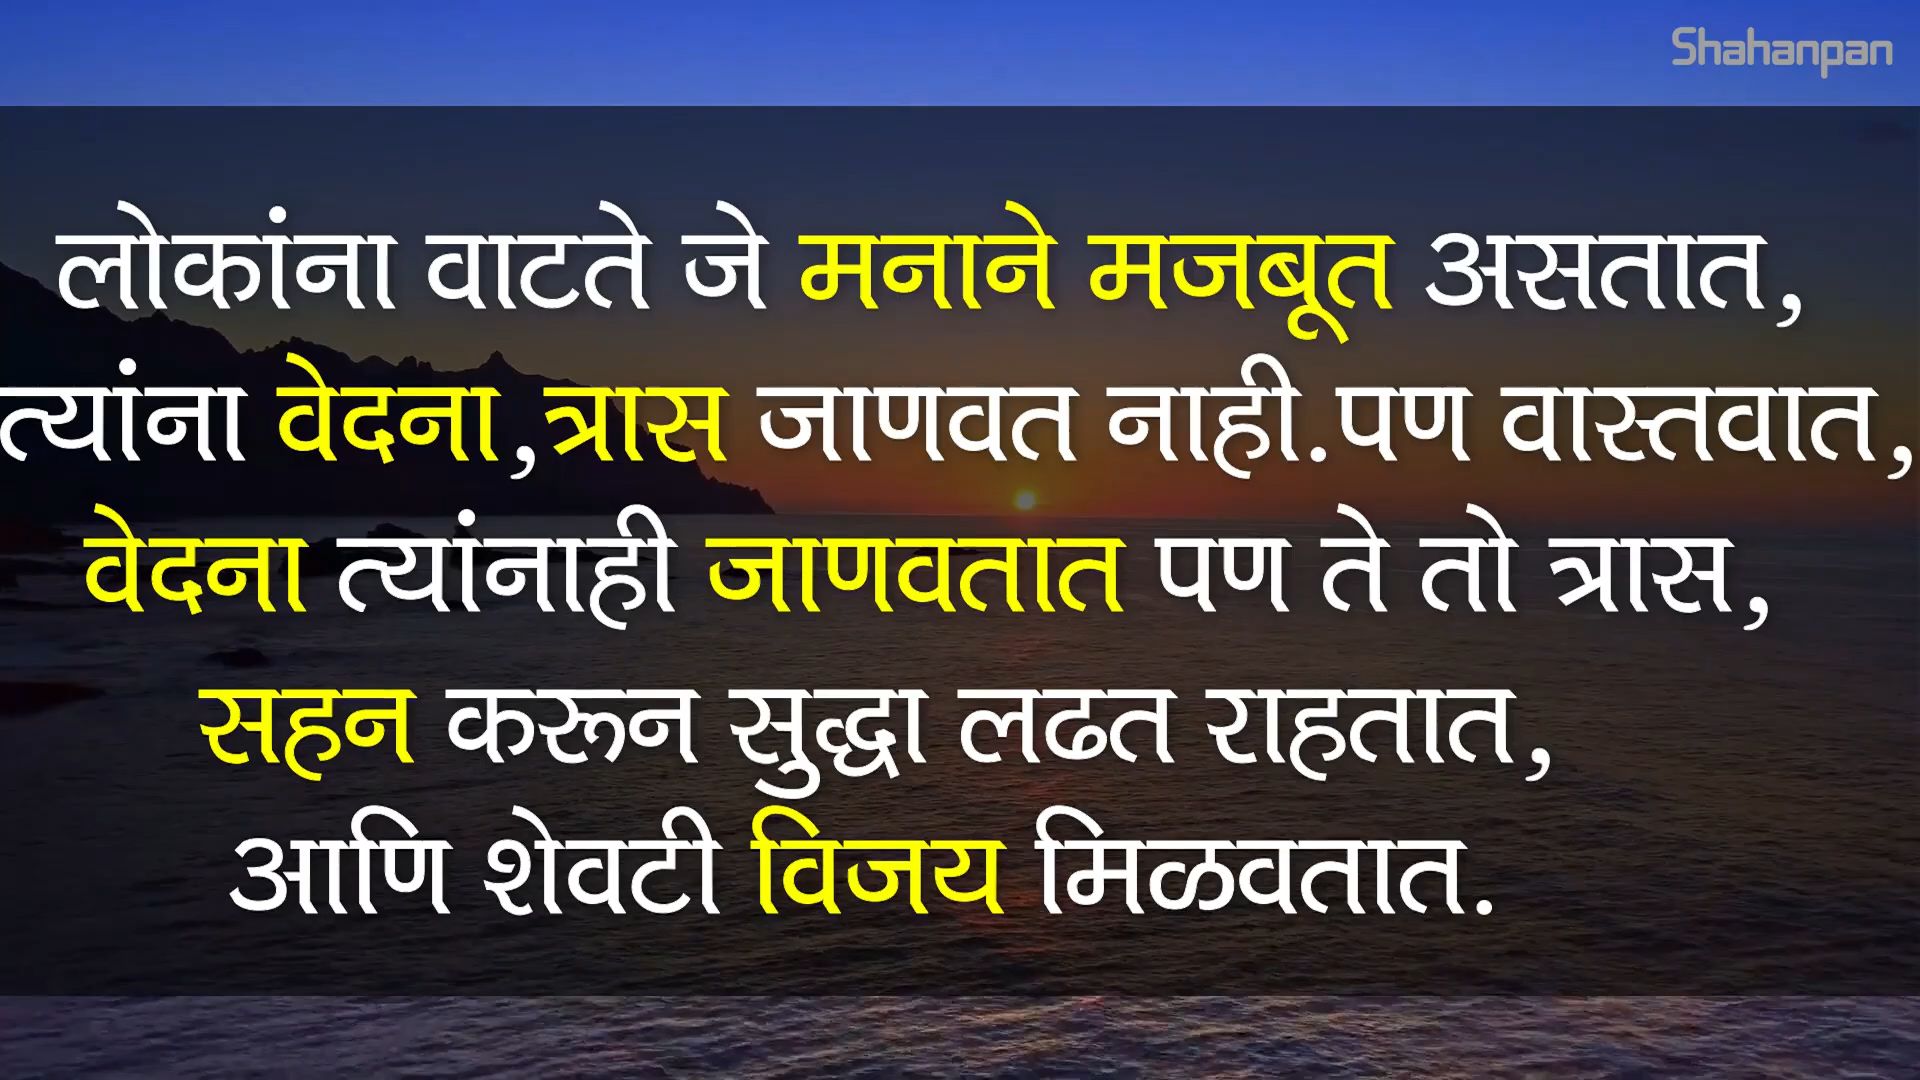 Shahanpan
लोकांना वाटते जे मनाने मजबूत असतात,
त्यांना वेदना,त्रास जाणवत नाही.पण वास्तवात,
वेदना त्यांनाही जाणवतात पण ते तो त्रास,
सहन करून सुद्धा लढत राहतात,
आणि शेवटी विजय मिळवतात.